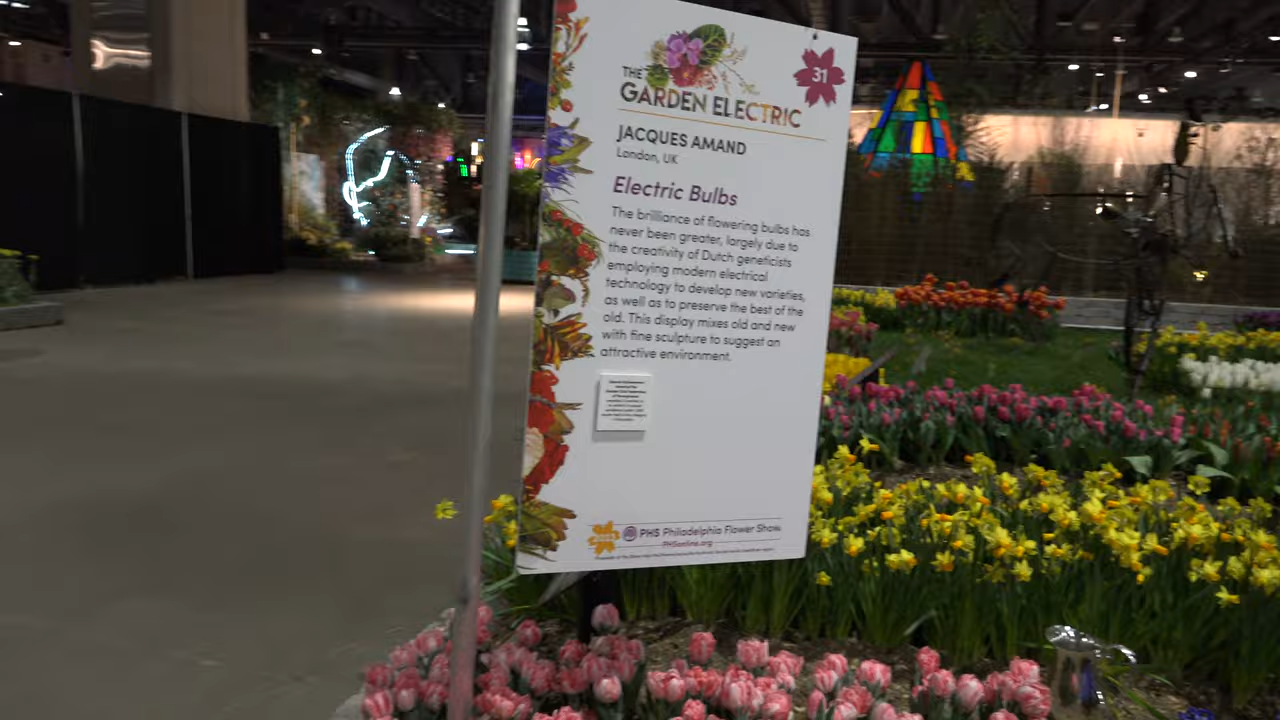 31
THE
GARDEN ELECTRIC
JACQUES AMAND
London, UK
Electric Bulbs
The brilliance of flowering bulbs has
never been greater, largely due to
the creativity of Dutch geneticists
employing modern electrical
technology to develop new varieties,
as well as to preserve the best of the
old. This display mixes old and new
with fine sculpture to suggest an
attractive environment.
PHS Philadelphia Flower Show
PHSonline.org